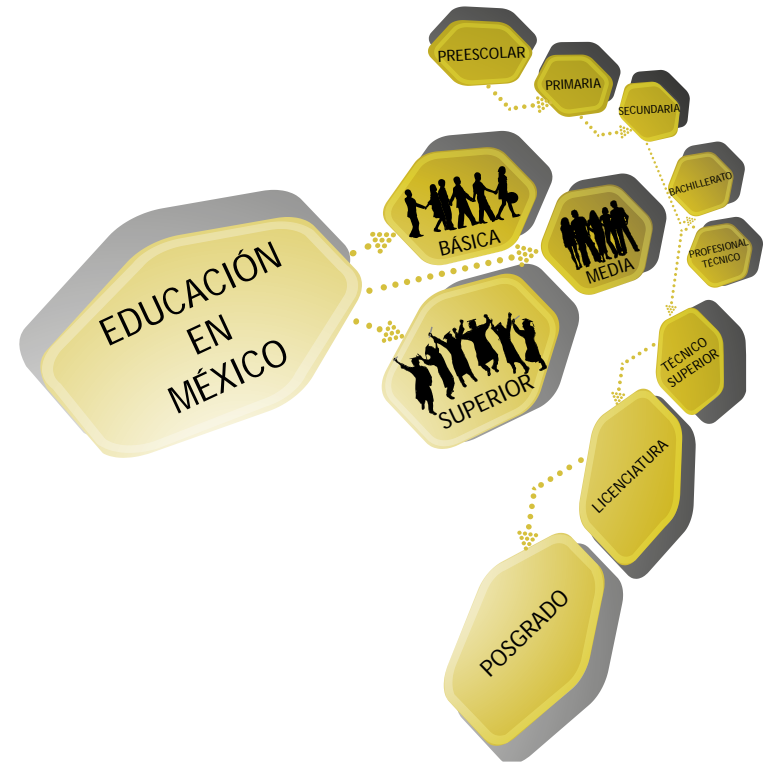 PREESCOLAR
PRIMARIA
SECUNDARIA
BACHILLERATO
PROFESIONAL
TÉCNICO
BÁSICA
MEDIA
EDUCACIÓN
EN
MÉXICO
SUPERIOR
TÉCNICO
SUPERIOR
LICENCIATURA
POSGRADO